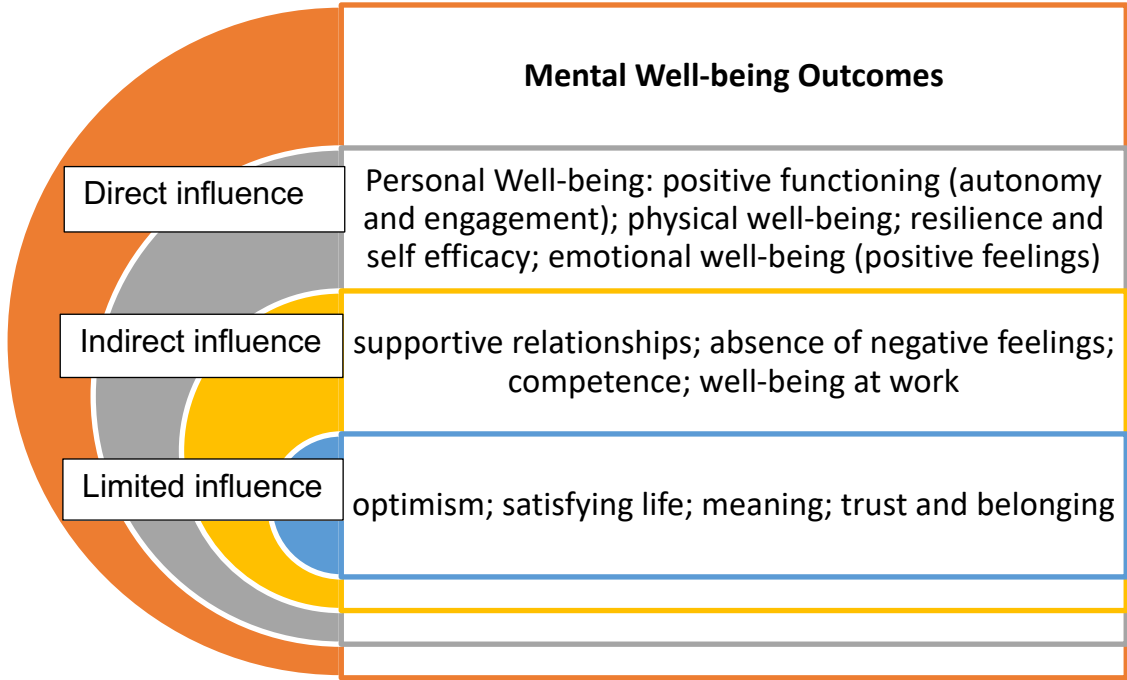 Mental Well-being Outcomes
Direct influence
Personal Well-being: positive functioning (autonomy
and engagement); physical well-being; resilience and
self efficacy; emotional well-being (positive feelings)
Indirect influence
supportive relationships; absence of negative feelings;
competence; well-being at work
Limited influence
optimism; satisfying life; meaning; trust and belonging